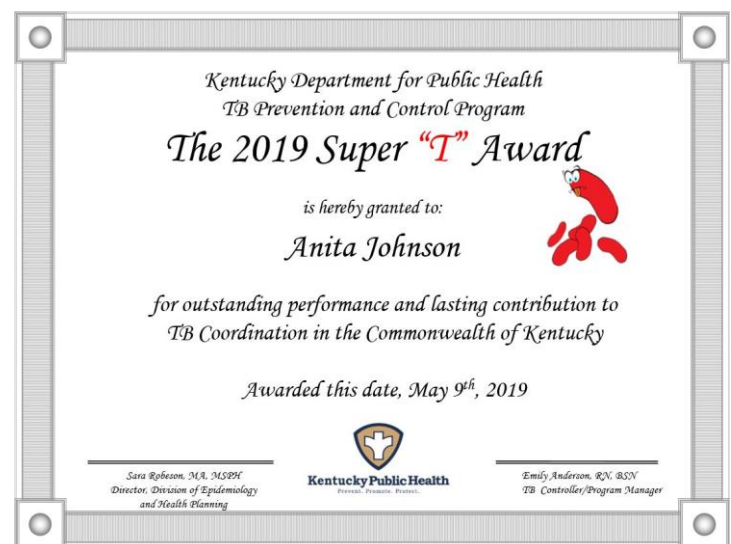 Kentucky Department for Public Health
TB Prevention and Control Program
The 2019 Super “T” Award
is hereby granted to:
Anita Johnson
for outstanding performance and lasting contribution to
TB Coordination in the Commonwealth of Kentucky
Awarded this date, May 9th, 2019
Sara Robeson, MA, MSPH
Director, Division of Epidemiology
and Health Planning
Kentucky Public Health
Prevent. Promote. Protect.
Emily Anderson, RN, BSN
TB Controller/Program Manager